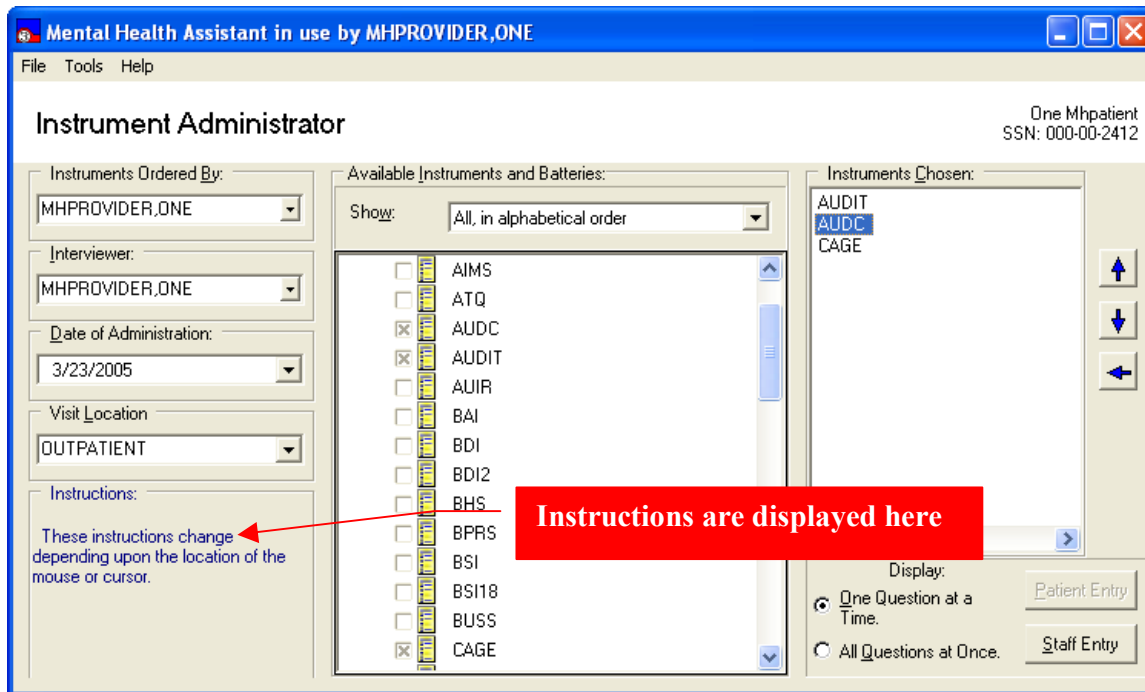 Mental Health Assistant in use by MHPROVIDER,ONE
File Tools Help
Instrument Administrator
One Mhpatient
SSN: 000-00-2412
Instruments Ordered By:
MHPROVIDER,ONE
Interviewer:
MHPROVIDER,ONE
Date of Administration:
3/23/2005
Visit Location
OUTPATIENT
Instructions:
These instructions change
depending upon the location of the
mouse or cursor.
Available Instruments and Batteries:
Show: All, in alphabetical order
AIMS
ATQ
AUDC
AUDIT
AUIR
BAI
BDI
BDI2
BHS
BPRS
BSI
BSI18
BUSS
CAGE
Instructions are displayed here
Instruments Chosen:
AUDIT
AUDC
CAGE
Display:
One Question at a
Time.
All Questions at Once.
Patient Entry
Staff Entry